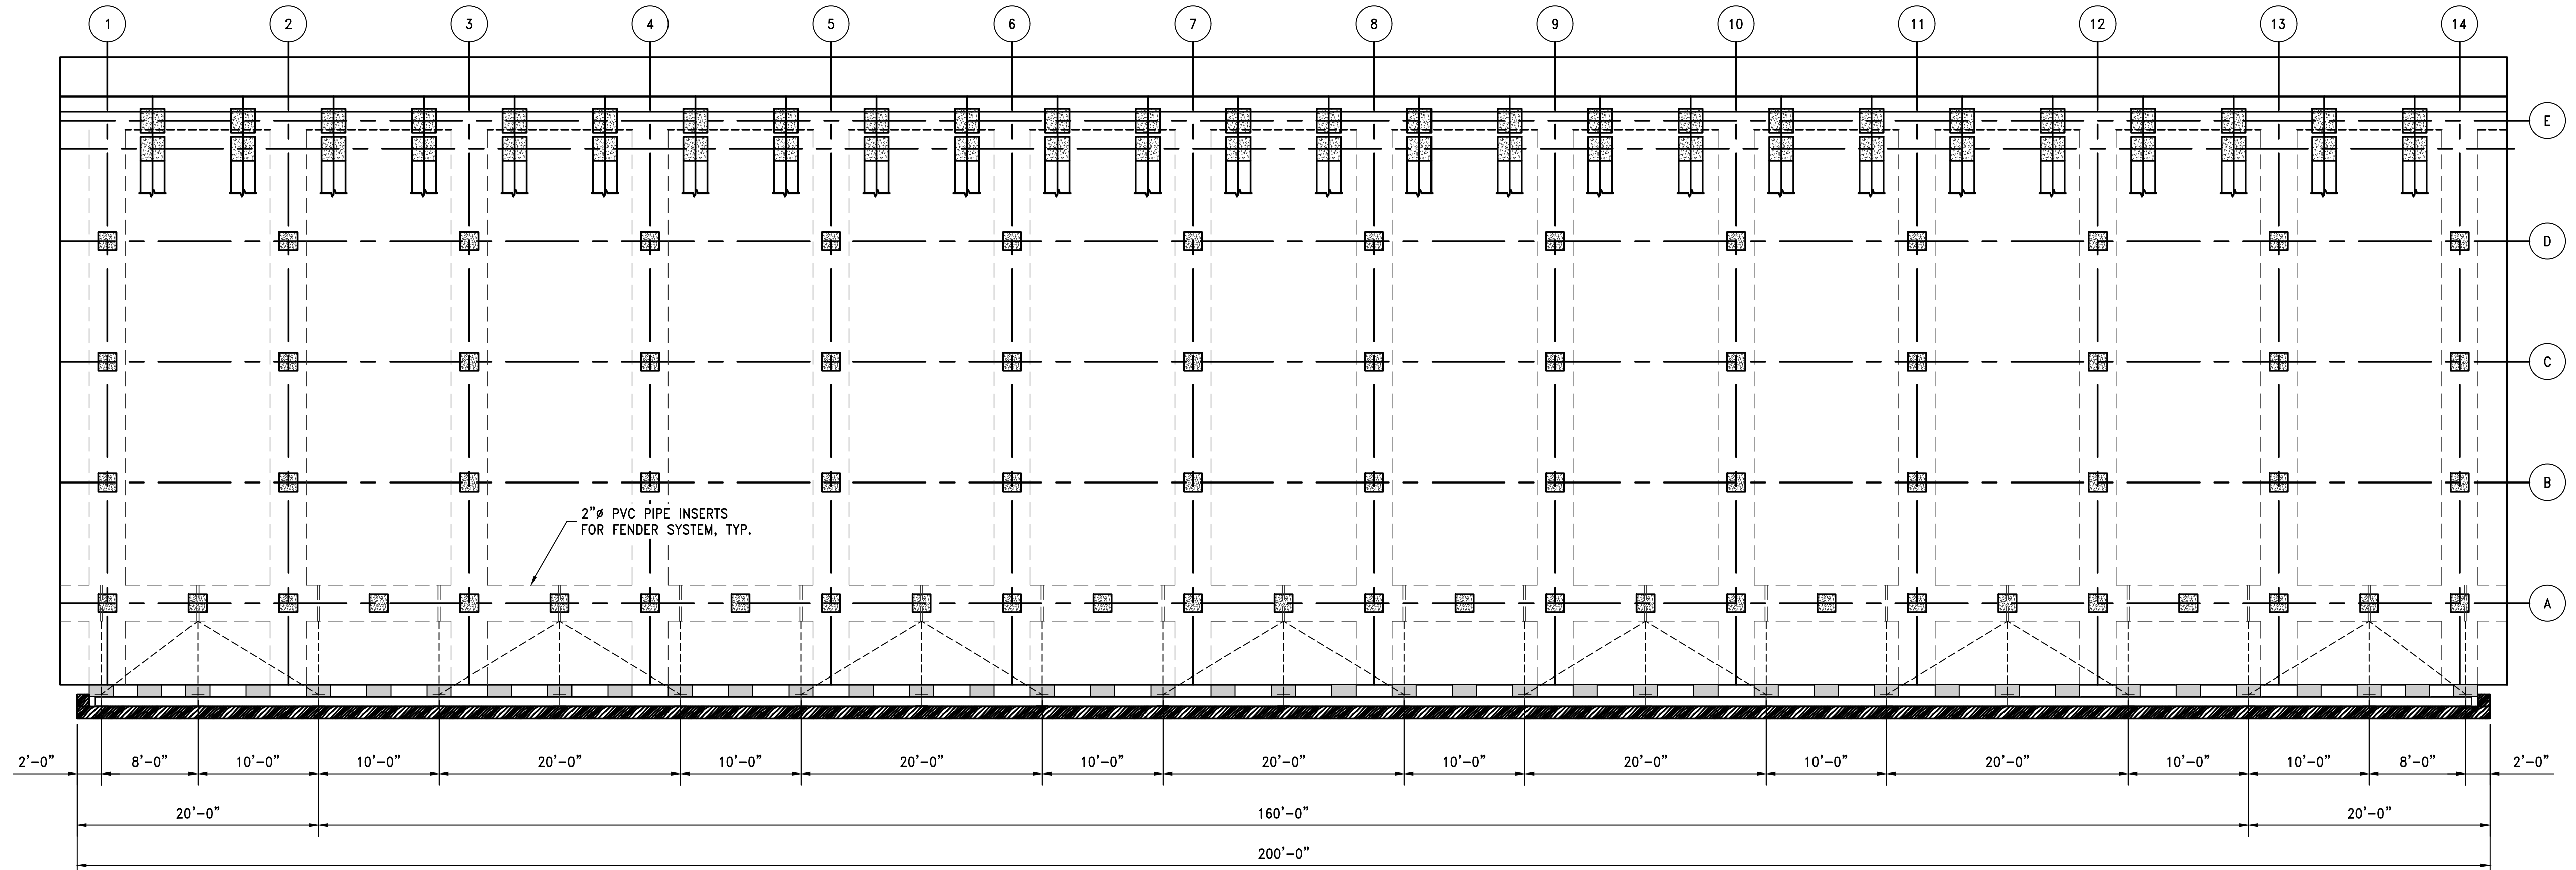 1 2 3 4 5 6 7 8 9 10 11 12 13 14
E
D
C
B
2"ø PVC PIPE INSERTS
FOR FENDER SYSTEM, TYP.
A
2'-0" 8'-0" 10'-0" 10'-0" 20'-0" 10'-0" 20'-0" 10'-0" 20'-0" 10'-0" 20'-0" 10'-0" 20'-0" 10'-0" 10'-0" 8'-0" 2'-0"
20'-0" 160'-0" 20'-0"
200'-0"